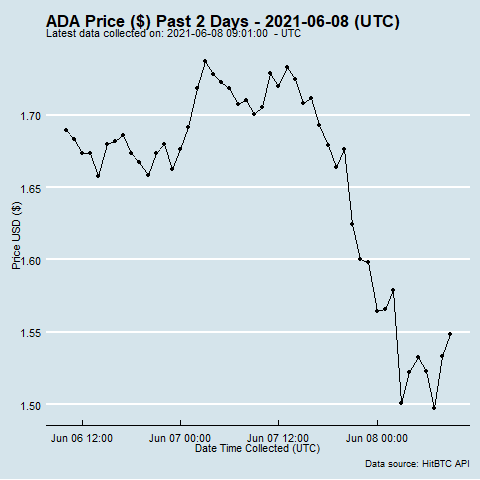 ADA Price ($) Past 2 Days - 2021-06-08 (UTC)
Latest data collected on: 2021-06-08 09:01:00  - UTC
Price USD ($)
1.70
1.65
1.60
1.55
1.50
Jun 06 12:00 Jun 07 00:00 Jun 07 12:00 Jun 08 00:00
Date Time Collected (UTC)
Data source: HitBTC API